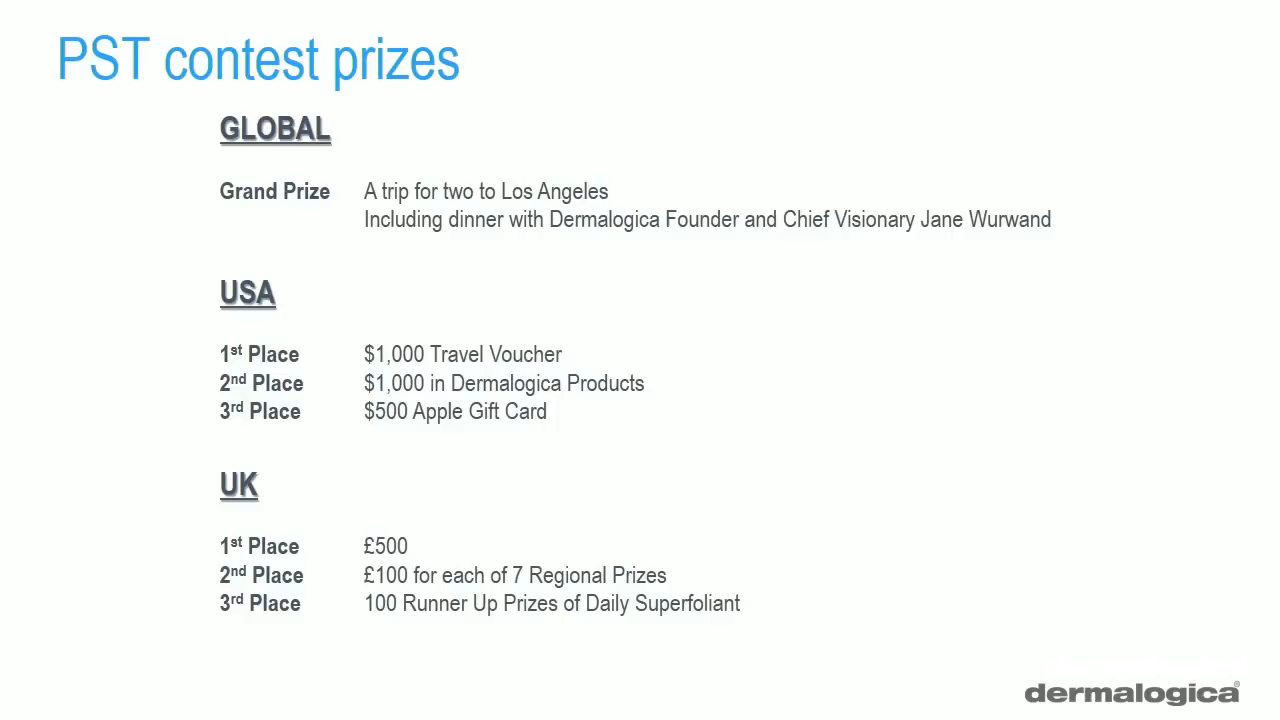 PST contest prizes
GLOBAL
Grand Prize A trip for two to Los Angeles
Including dinner with Dermalogica Founder and Chief Visionary Jane Wurwand
USA
1st Place $1,000 Travel Voucher
2nd Place $1,000 in Dermalogica Products
3rd Place $500 Apple Gift Card
UK
1st Place £500
2nd Place £100 for each of 7 Regional Prizes
3rd Place 100 Runner Up Prizes of Daily Superfoliant
dermalogica®